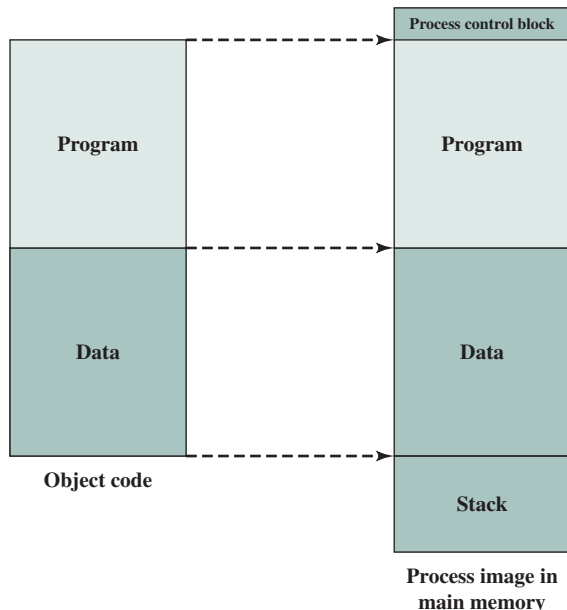 Process control block
Program
Program
Data
Data
Object code
Stack
Process image in
main memory